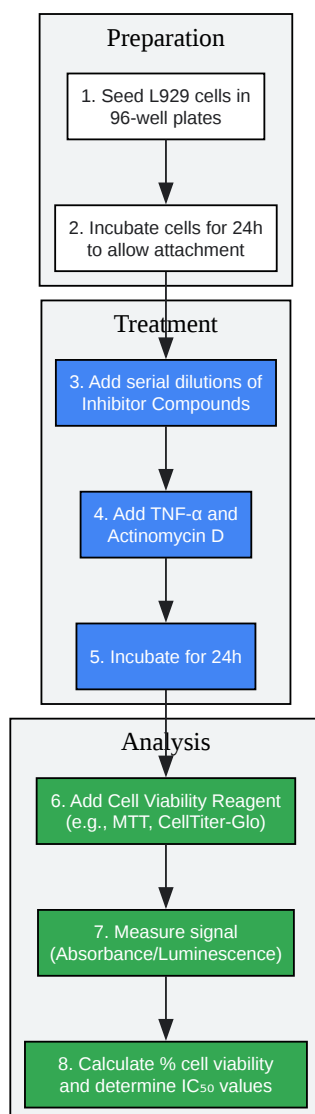 Preparation
1. Seed L929 cells in
96-well plates
2. Incubate cells for 24h
to allow attachment
Treatment
3. Add serial dilutions of
Inhibitor Compounds
4. Add TNF-α and
Actinomycin D
5. Incubate for 24h
Analysis
6. Add Cell Viability Reagent
(e.g., MTT, CellTiter-Glo)
7. Measure signal
(Absorbance/Luminescence)
8. Calculate % cell viability
and determine IC₅₀ values